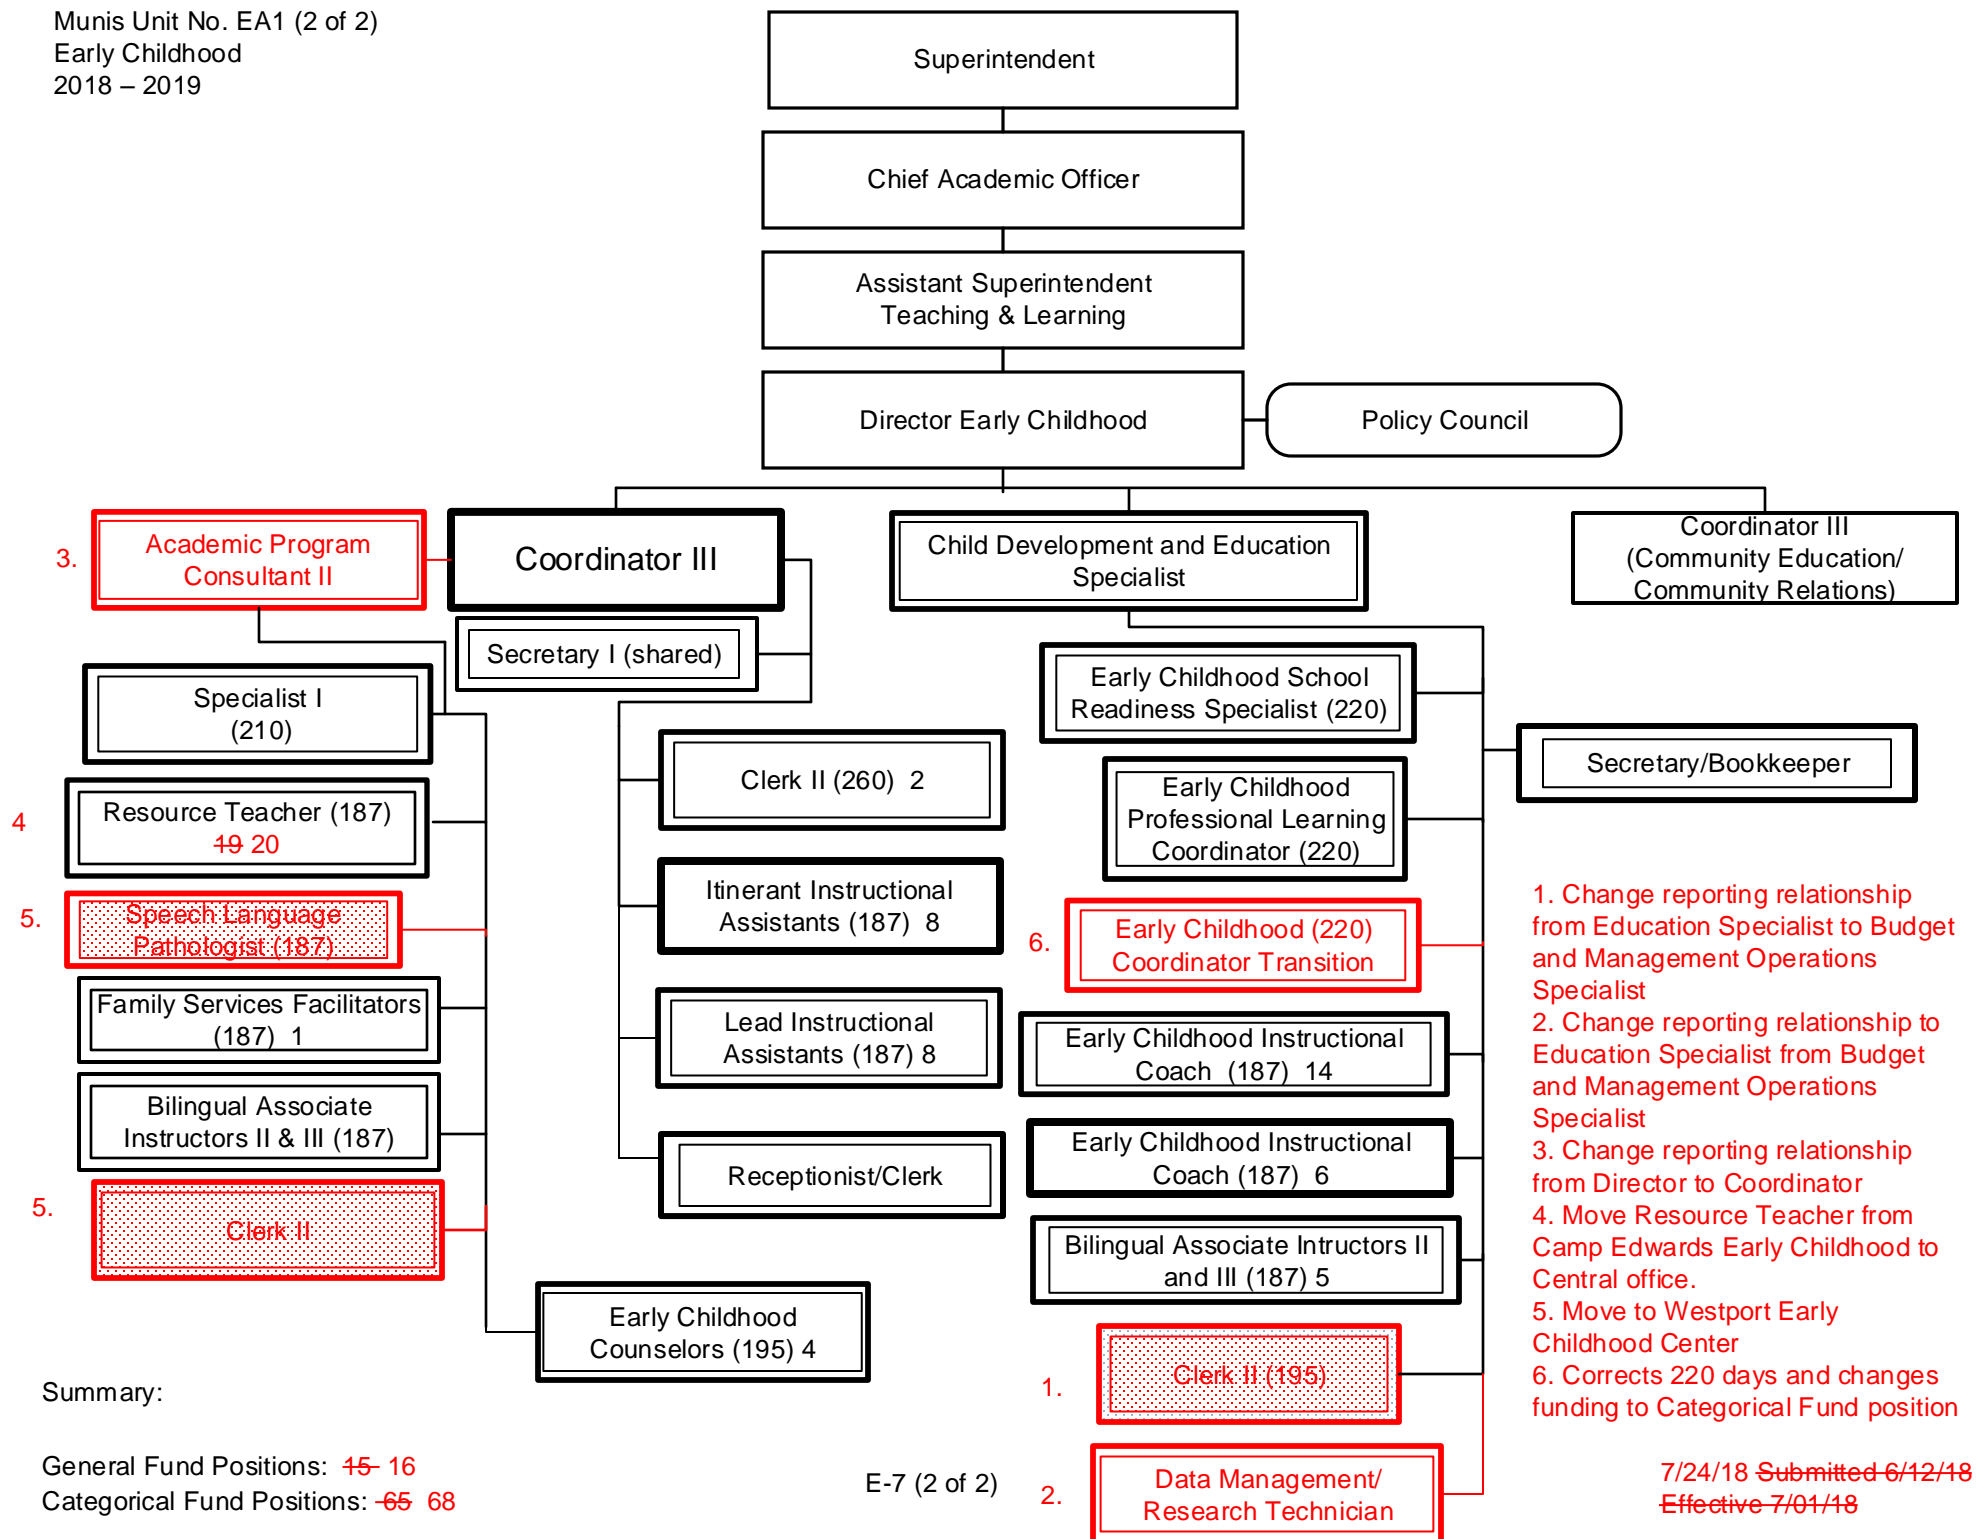 Munis Unit No. EA1 (2 of 2)
Early Childhood
2018 – 2019
Superintendent
Chief Academic Officer
Assistant Superintendent
Teaching & Learning
Director Early Childhood
Policy Council
3.
Academic Program
Consultant II
Coordinator III
Child Development and Education
Specialist
Coordinator III
(Community Education/
Community Relations)
Secretary I (shared)
Specialist I
(210)
4
Resource Teacher (187)
19 20
5.
Speech Language
Pathologist (187)
Family Services Facilitators
(187) 1
Bilingual Associate
Instructors II & III (187)
5.
Clerk II
Early Childhood
Counselors (195) 4
Clerk II (260) 2
Itinerant Instructional
Assistants (187) 8
Lead Instructional
Assistants (187) 8
Receptionist/Clerk
Early Childhood School
Readiness Specialist (220)
Early Childhood
Professional Learning
Coordinator (220)
6.
Early Childhood (220)
Coordinator Transition
Early Childhood Instructional
Coach (187) 14
Early Childhood Instructional
Coach (187) 6
Bilingual Associate Intructors II
and III (187) 5
1.
Clerk II (195)
2.
Data Management/
Research Technician
Secretary/Bookkeeper
1. Change reporting relationship
from Education Specialist to Budget
and Management Operations
Specialist
2. Change reporting relationship to
Education Specialist from Budget
and Management Operations
Specialist
3. Change reporting relationship
from Director to Coordinator
4. Move Resource Teacher from
Camp Edwards Early Childhood to
Central office.
5. Move to Westport Early
Childhood Center
6. Corrects 220 days and changes
funding to Categorical Fund position
Summary:
General Fund Positions: 15 16
Categorical Fund Positions: 65 68
E-7 (2 of 2)
7/24/18 Submitted 6/12/18
Effective 7/01/18